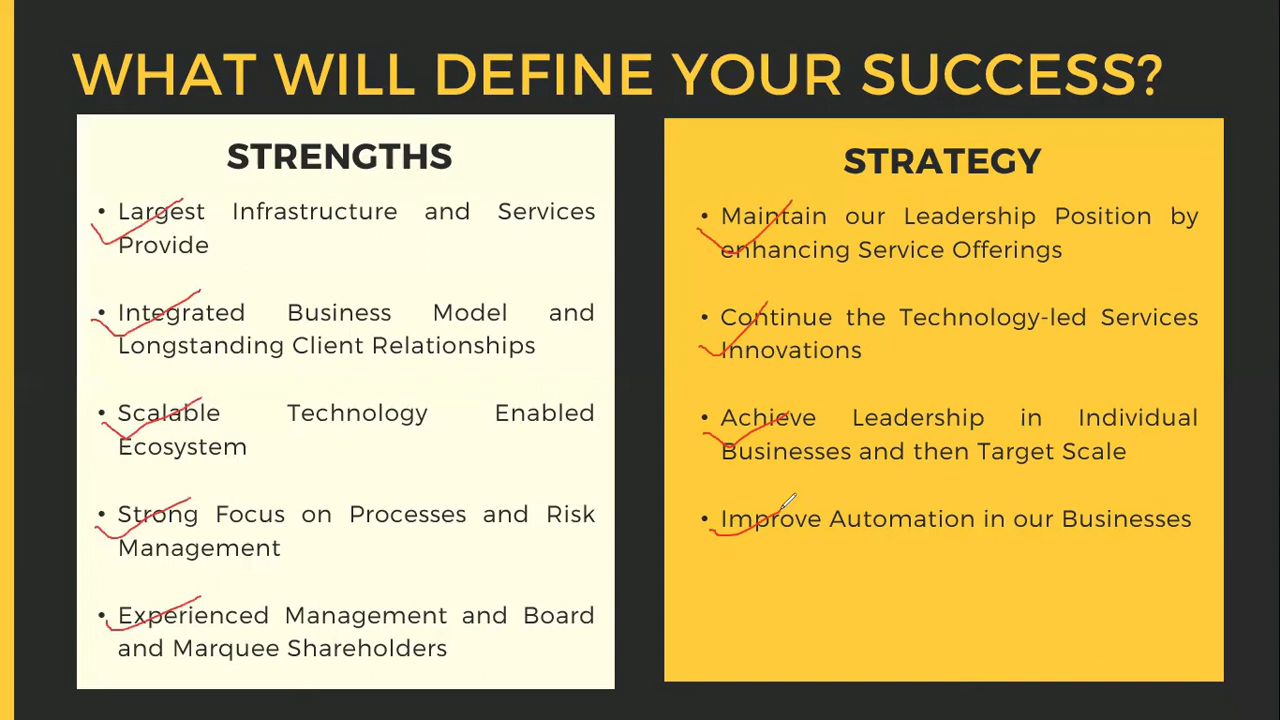 WHAT WILL DEFINE YOUR SUCCESS?
STRENGTHS
• Largest Infrastructure and Services
Provide
• Integrated Business Model and
Longstanding Client Relationships
• Scalable Technology Enabled
Ecosystem
• Strong Focus on Processes and Risk
Management
• Experienced Management and Board
and Marquee Shareholders
STRATEGY
• Maintain our Leadership Position by
enhancing Service Offerings
• Continue the Technology-led Services
Innovations
• Achieve Leadership in Individual
Businesses and then Target Scale
• Improve Automation in our Businesses